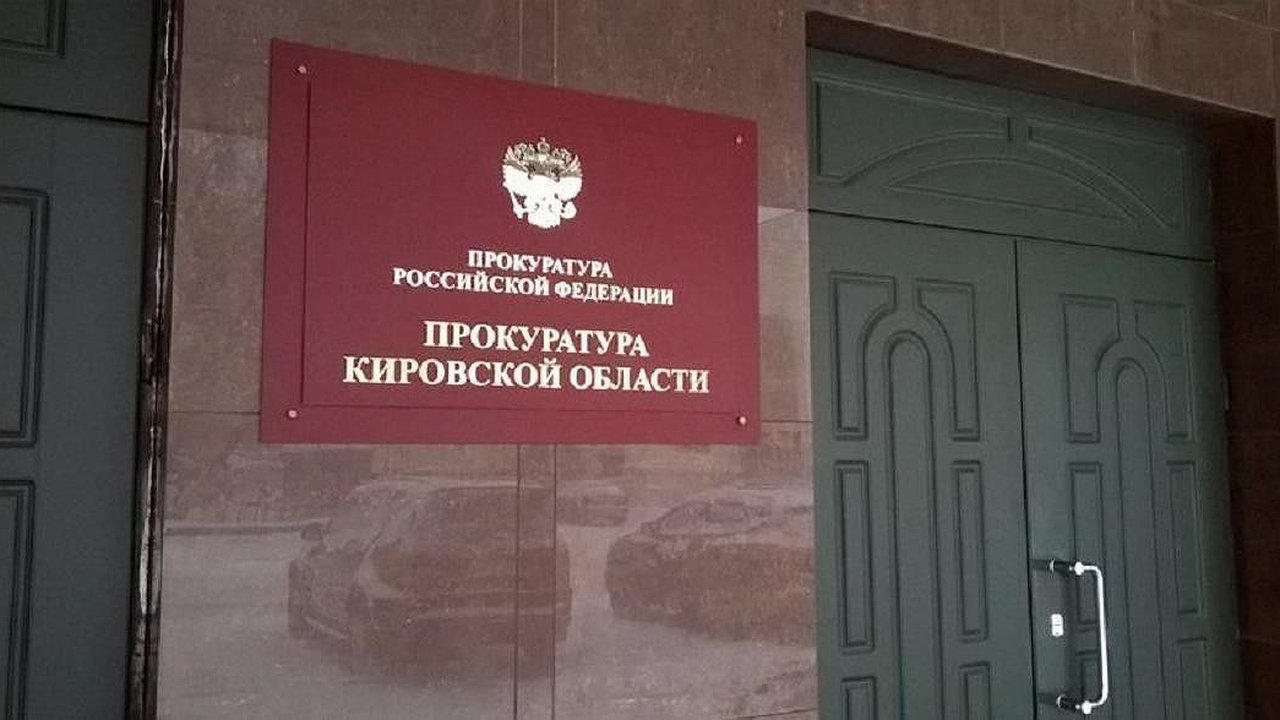 ПРОКУРАТУРА
РОССИЙСКОЙ ФЕДЕРАЦИИ
ПРОКУРАТУРА
КИРОВСКОЙ ОБЛАСТИ